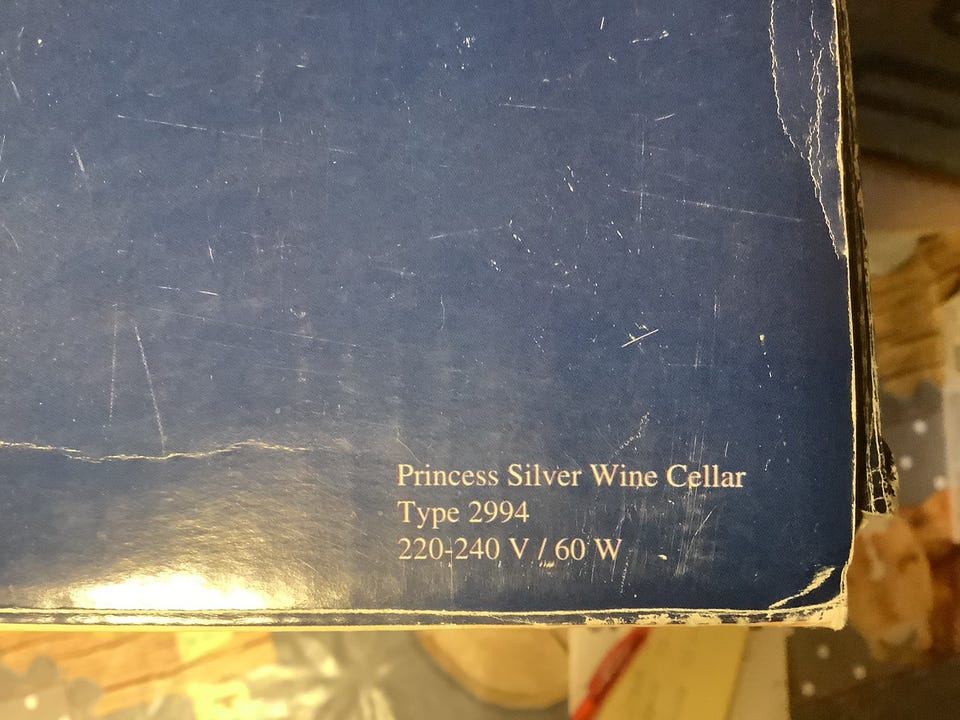 Princess Silver Wine Cellar
Type 2994
220-240 V / 60 W